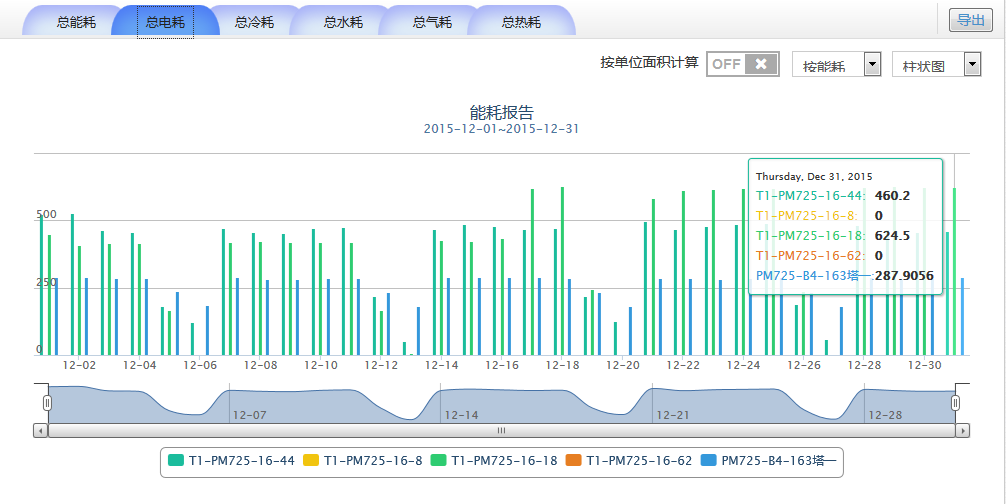 总能耗 总电耗 总冷耗 总水耗 总气耗 总热耗 导出
按单位面积计算 OFF 按能耗 柱状图
能耗报告
2015-12-01~2015-12-31
Thursday, Dec 31, 2015
T1-PM725-16-44: 460.2
T1-PM725-16-8: 0
T1-PM725-16-18: 624.5
T1-PM725-16-62: 0
PM725-B4-163塔一: 287.9056
500
250
0
12-02 12-04 12-06 12-08 12-10 12-12 12-14 12-16 12-18 12-20 12-22 12-24 12-26 12-28 12-30
12-07 12-14 12-21 12-28
T1-PM725-16-44 T1-PM725-16-8 T1-PM725-16-18 T1-PM725-16-62 PM725-B4-163塔一